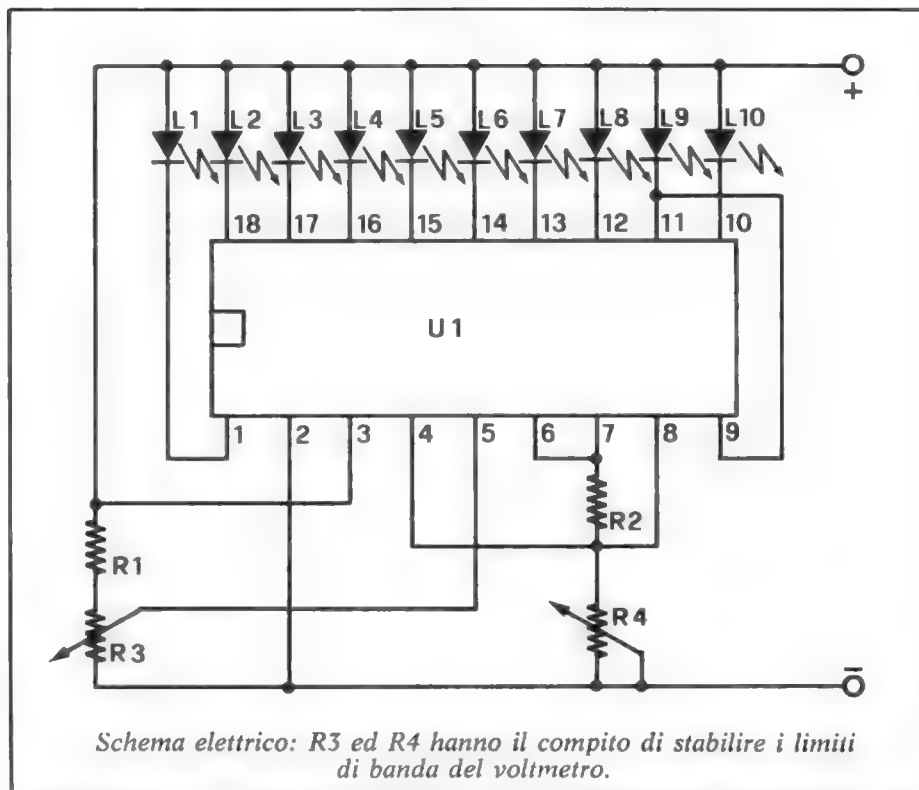 +
L1 L2 L3 L4 L5 L6 L7 L8 L9 L10
18 17 16 15 14 13 12 11 10
U1
1 2 3 4 5 6 7 8 9
R2
R1
R4
R3
–
Schema elettrico: R3 ed R4 hanno il compito di stabilire i limiti
di banda del voltmetro.